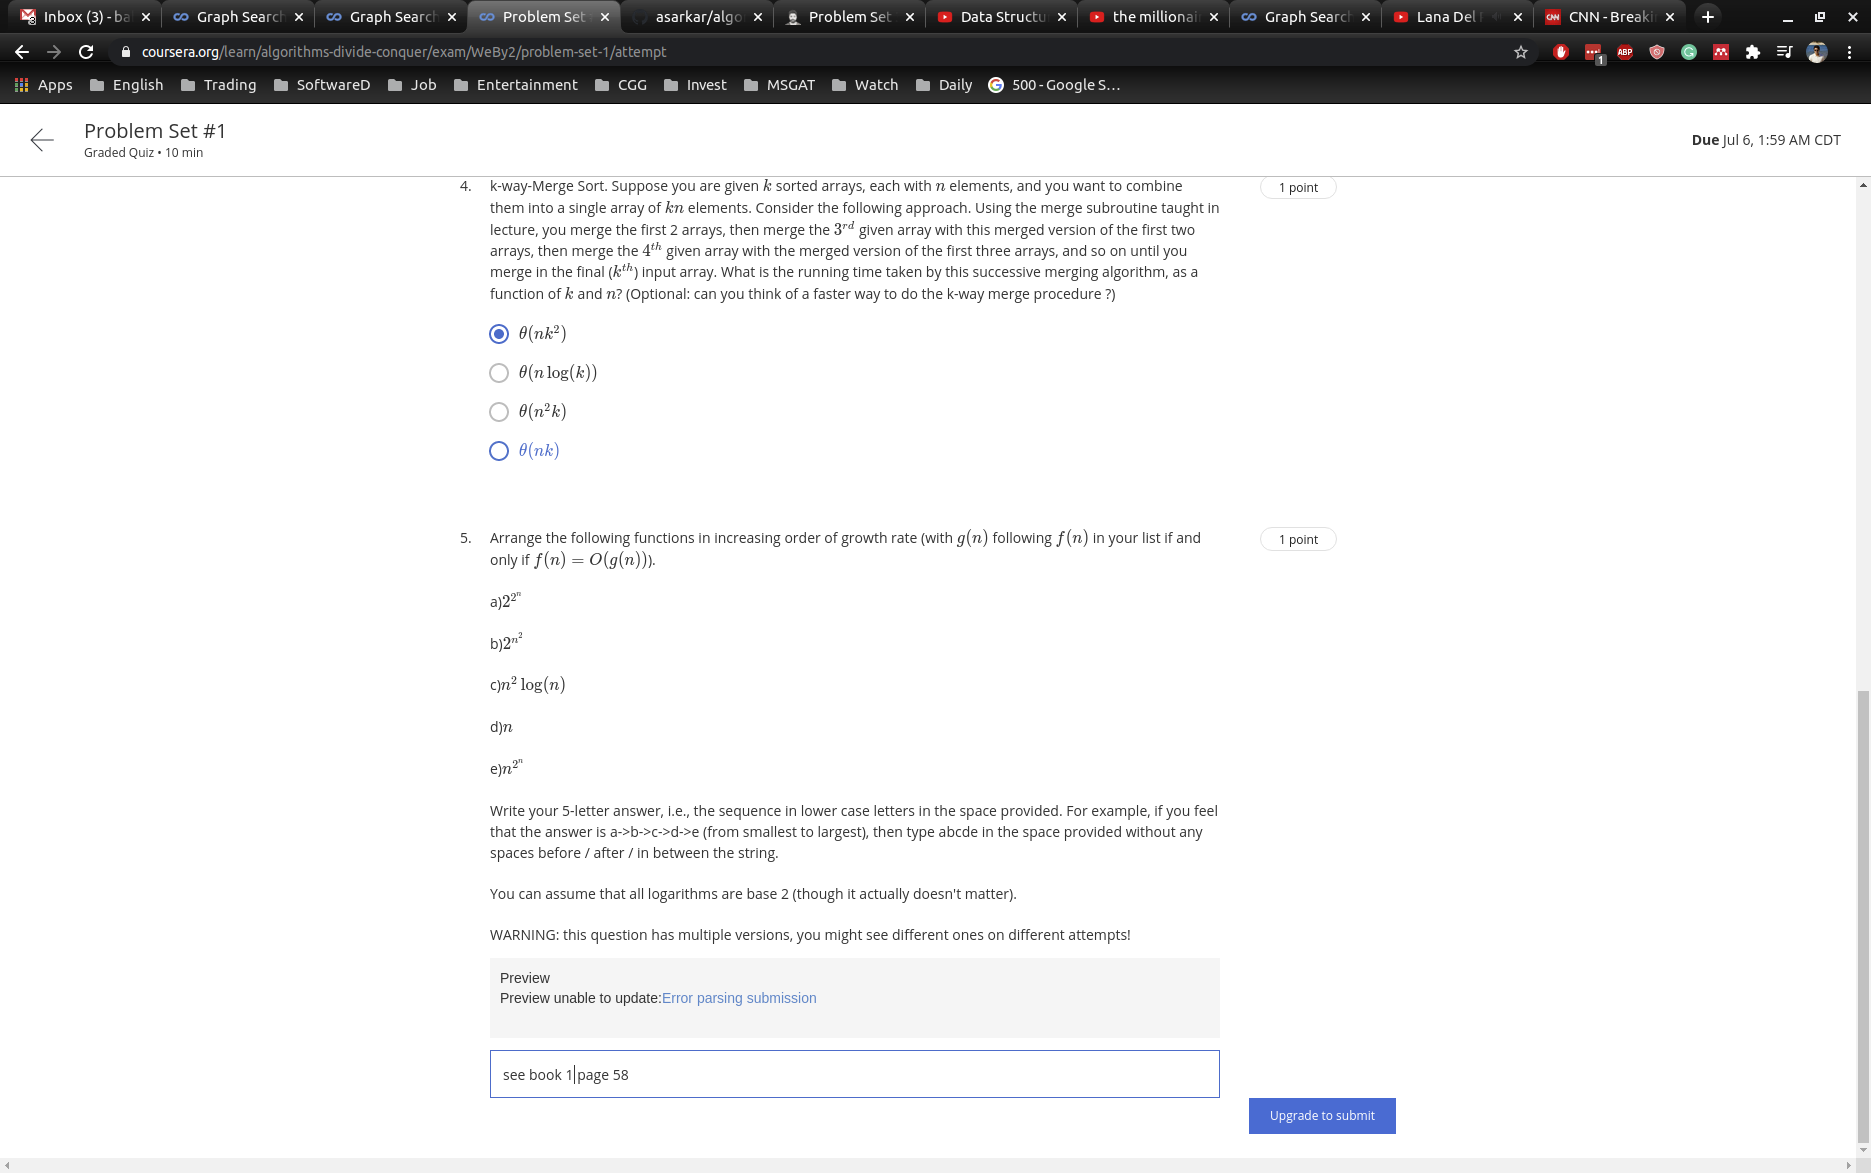 Inbox (3) - ba Graph Search Graph Search Problem Set asarkar/algo Problem Set Data Structu the millionai Graph Search Lana Del CNN - Breaki
coursera.org/learn/algorithms-divide-conquer/exam/WeBy2/problem-set-1/attempt
Apps English Trading SoftwareD Job Entertainment CGG Invest MSGAT Watch Daily 500 - Google S...
Problem Set #1
Graded Quiz • 10 min
Due Jul 6, 1:59 AM CDT
4. k-way-Merge Sort. Suppose you are given k sorted arrays, each with n elements, and you want to combine
1 point
them into a single array of kn elements. Consider the following approach. Using the merge subroutine taught in
lecture, you merge the first 2 arrays, then merge the 3^{rd} given array with this merged version of the first two
arrays, then merge the 4^{th} given array with the merged version of the first three arrays, and so on until you
merge in the final (k^{th}) input array. What is the running time taken by this successive merging algorithm, as a
function of k and n? (Optional: can you think of a faster way to do the k-way merge procedure ?)
θ(nk²)
θ(n log(k))
θ(n²k)
θ(nk)
5. Arrange the following functions in increasing order of growth rate (with g(n) following f(n) in your list if and
1 point
only if f(n) = O(g(n))).
a)2^{2^n}
b)2^{n^2}
c)n² log(n)
d)n
e)n^{2^n}
Write your 5-letter answer, i.e., the sequence in lower case letters in the space provided. For example, if you feel
that the answer is a->b->c->d->e (from smallest to largest), then type abcde in the space provided without any
spaces before / after / in between the string.
You can assume that all logarithms are base 2 (though it actually doesn't matter).
WARNING: this question has multiple versions, you might see different ones on different attempts!
Preview
Preview unable to update:Error parsing submission
see book 1 page 58
Upgrade to submit